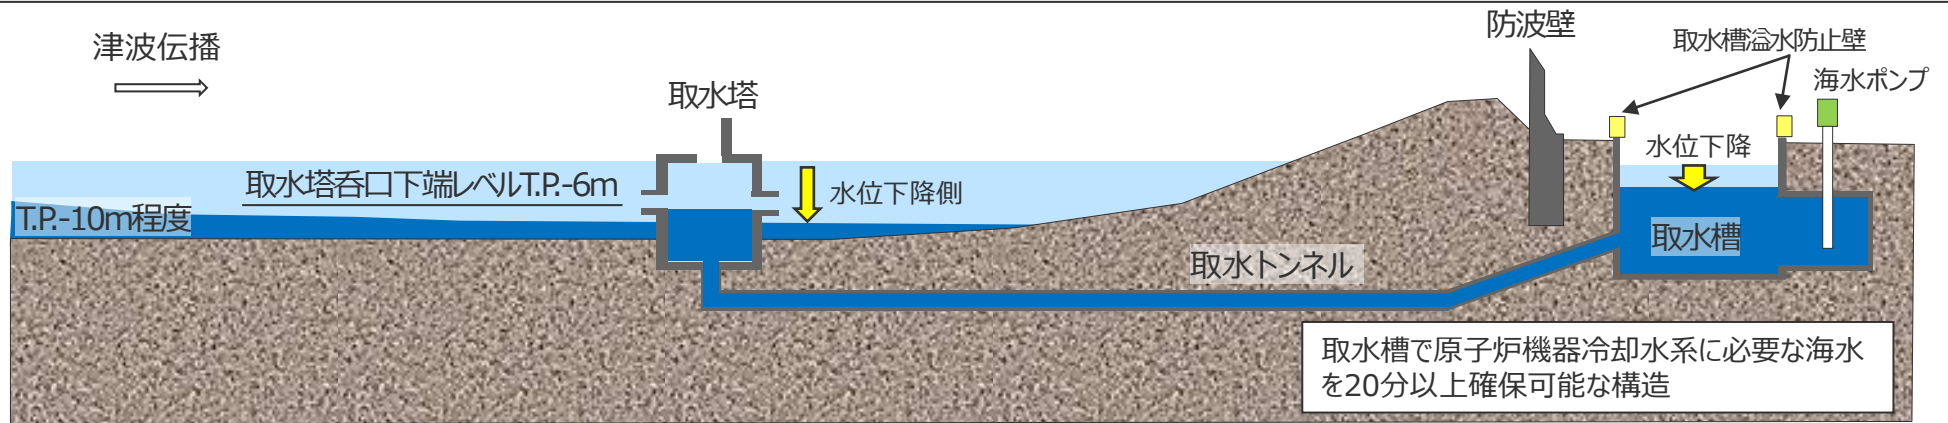 防波壁
津波伝播
取水槽溢水防止壁
取水塔
海水ポンプ
水位下降
取水塔呑口下端レベルT.P.-6m
水位下降側
T.P.-10m程度
取水槽
取水トンネル
取水槽で原子炉機器冷却水系に必要な海水
を20分以上確保可能な構造